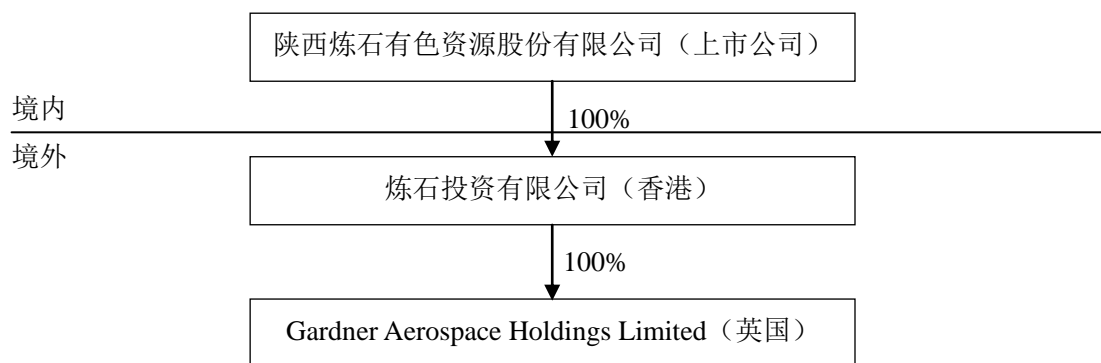 陕西炼石有色资源股份有限公司（上市公司）
境内
100%
境外
炼石投资有限公司（香港）
100%
Gardner Aerospace Holdings Limited（英国）